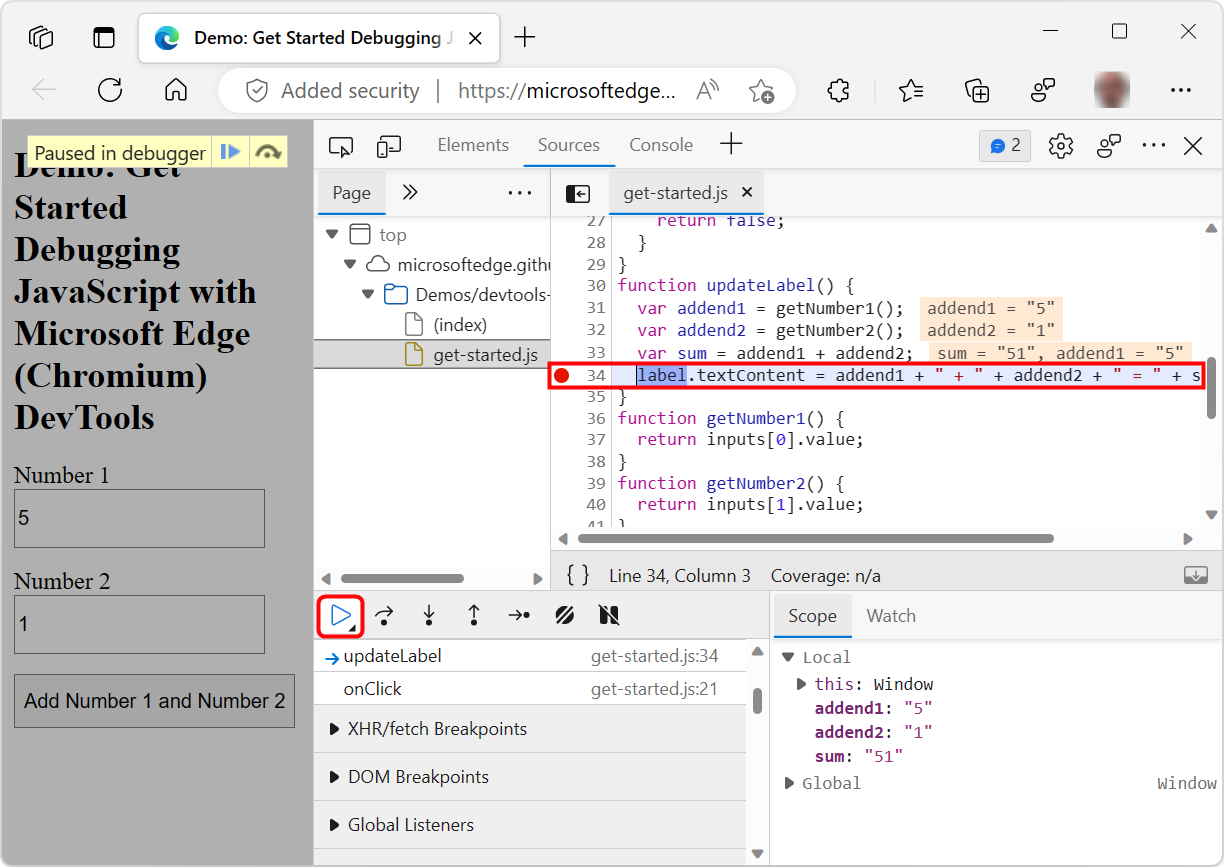 Demo: Get Started Debugging J
Added security
https://microsoftedge...
Paused in debugger
Demo: Get
Started
Debugging
JavaScript with
Microsoft Edge
(Chromium)
DevTools
Number 1
5
Number 2
1
Add Number 1 and Number 2
Elements Sources Console
2
Page
top
microsoftedge.githu
Demos/devtools-
(index)
get-started.js
get-started.js
27 return false;
28 }
29 }
30 function updateLabel() {
31 var addend1 = getNumber1(); addend1 = "5"
32 var addend2 = getNumber2(); addend2 = "1"
33 var sum = addend1 + addend2; sum = "51", addend1 = "5"
34 label.textContent = addend1 + " + " + addend2 + " = " + s
35 }
36 function getNumber1() {
37 return inputs[0].value;
38 }
39 function getNumber2() {
40 return inputs[1].value;
41 }
{ } Line 34, Column 3 Coverage: n/a
updateLabel get-started.js:34
onClick get-started.js:21
XHR/fetch Breakpoints
DOM Breakpoints
Global Listeners
Scope Watch
Local
this: Window
addend1: "5"
addend2: "1"
sum: "51"
Global Window